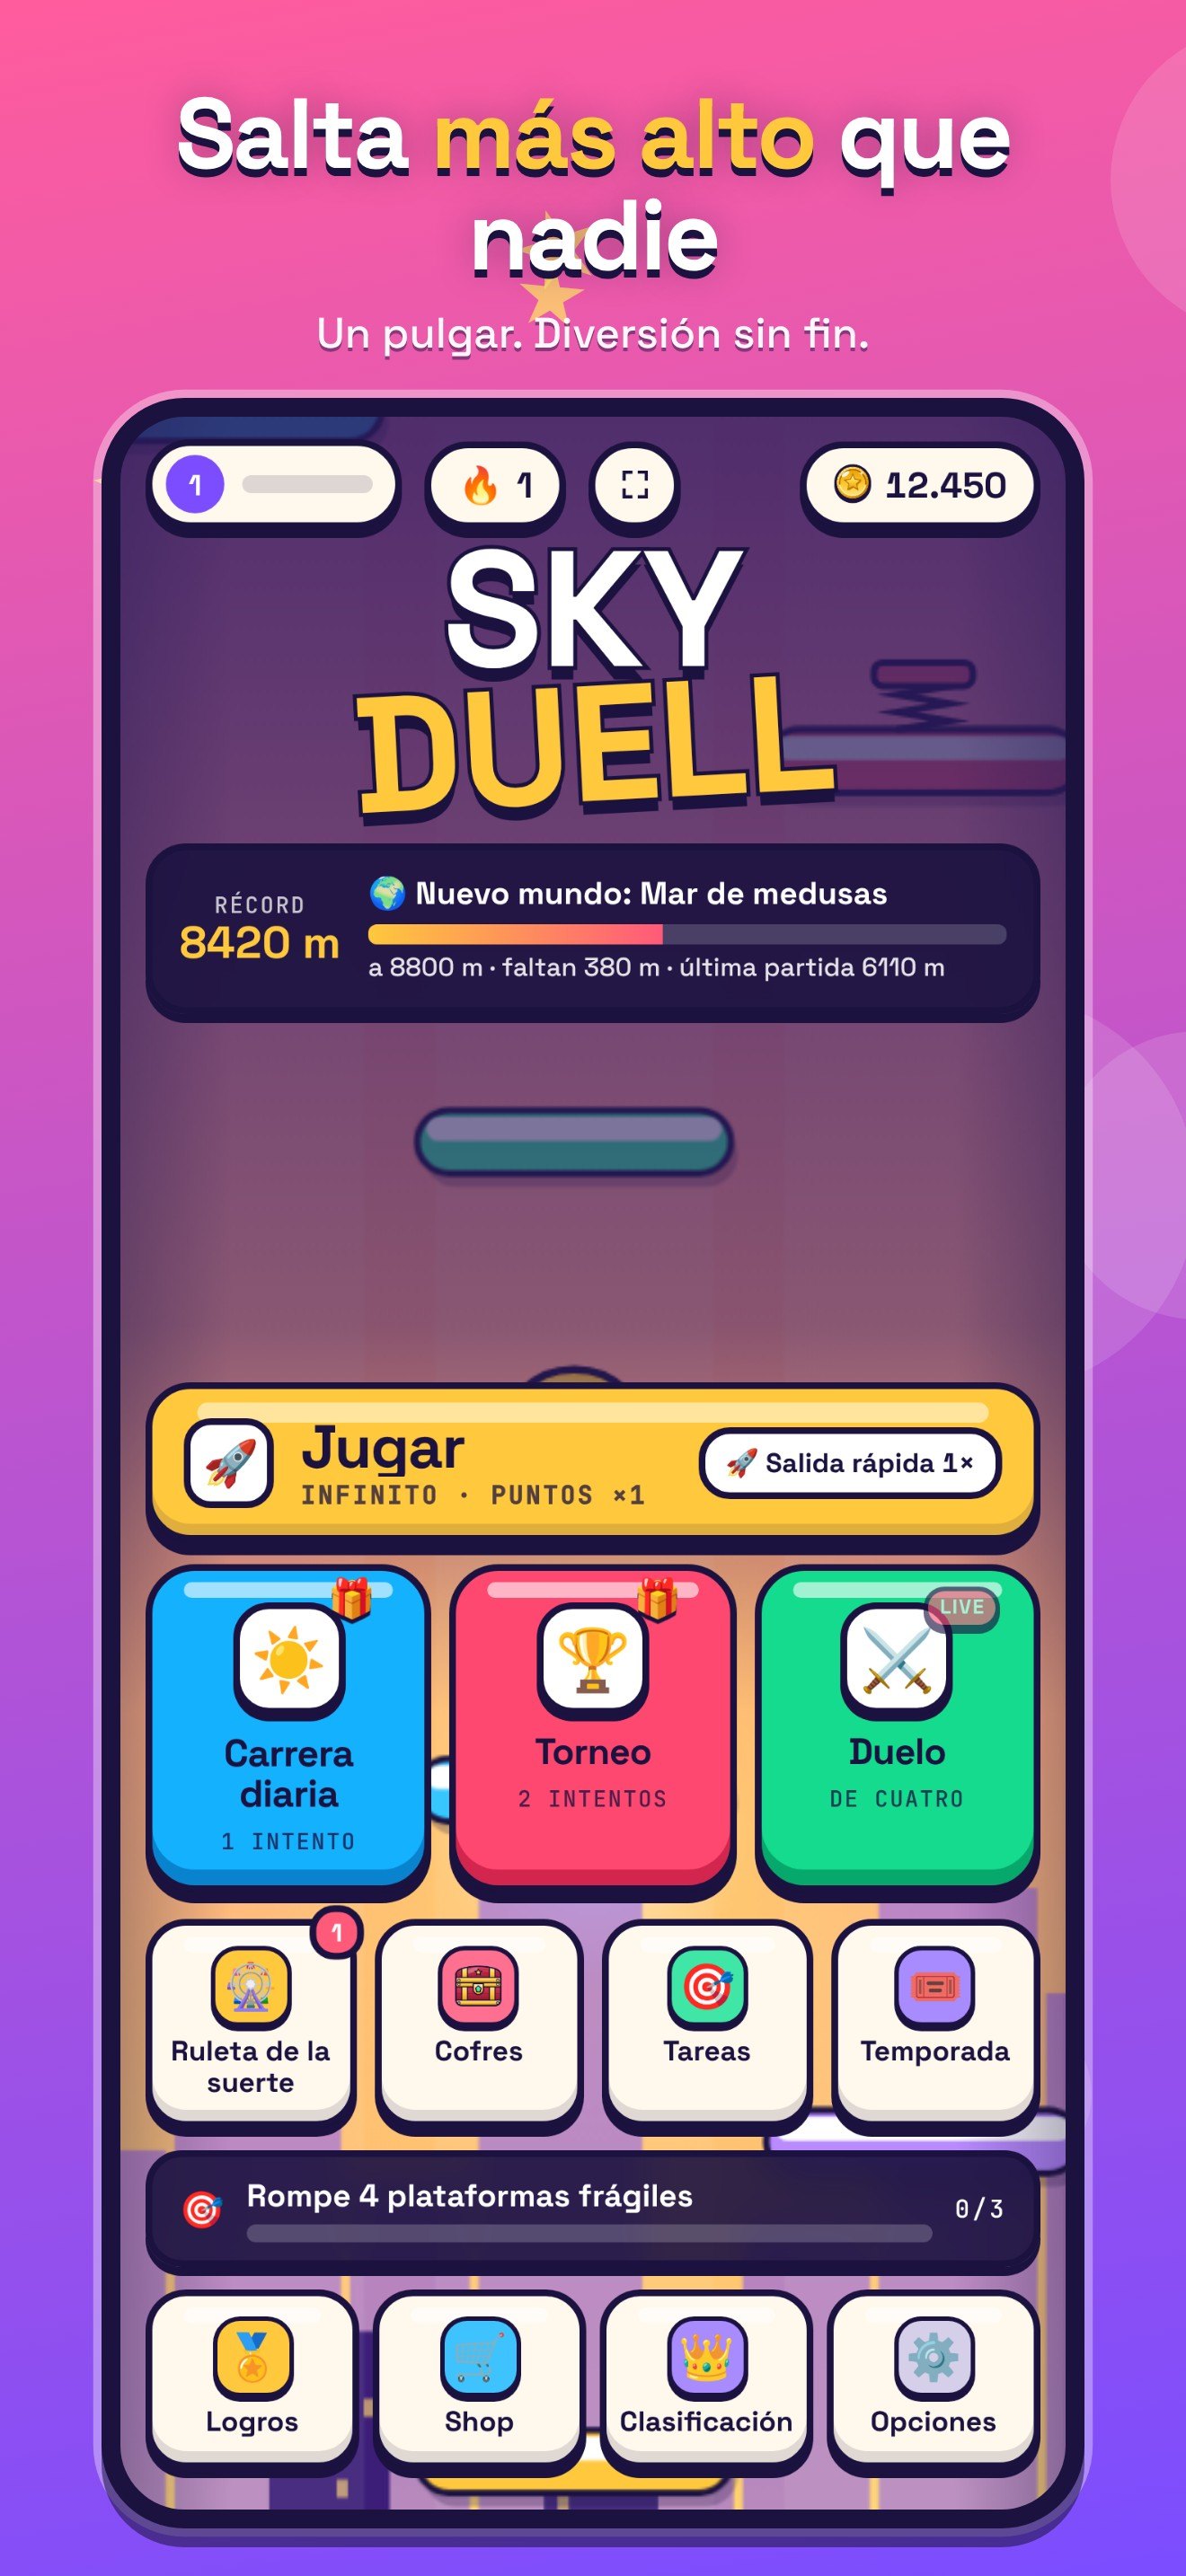 Salta más alto que
nadie
Un pulgar. Diversión sin fin.
1
1
12.450
SKY
DUELL
RÉCORD
8420 m
Nuevo mundo: Mar de medusas
a 8800 m · faltan 380 m · última partida 6110 m
Jugar
INFINITO · PUNTOS ×1
Salida rápida 1×
LIVE
Carrera
diaria
1 INTENTO
Torneo
2 INTENTOS
Duelo
DE CUATRO
1
Ruleta de la
suerte
Cofres
Tareas
Temporada
Rompe 4 plataformas frágiles
0/3
Logros
Shop
Clasificación
Opciones